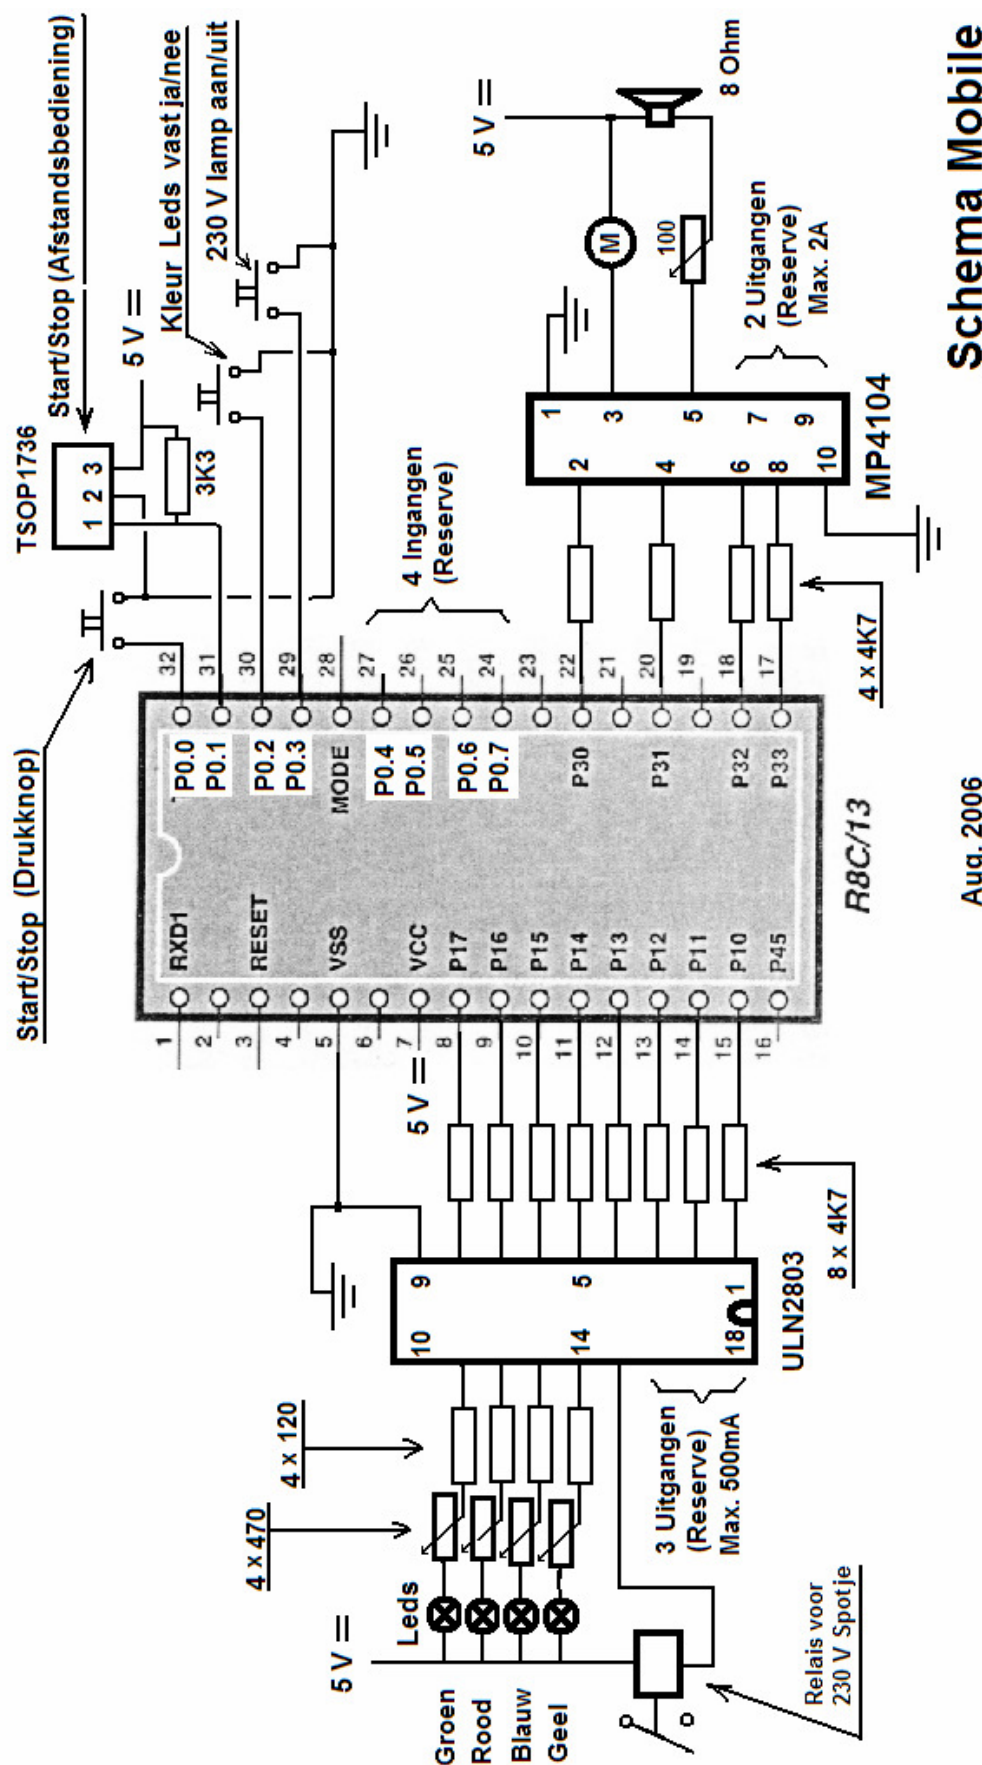 Schema Mobile
Aug. 2006
Start/Stop (Drukknop)
TSOP1736
1 2 3
Start/Stop (Afstandsbediening)
5 V =
3K3
Kleur Leds vast ja/nee
230 V lamp aan/uit
4 Ingangen
(Reserve)
32
31
30
29
28
27
26
25
24
23
22
21
20
19
18
17
P0.0
P0.1
P0.2
P0.3
MODE
P0.4
P0.5
P0.6
P0.7
P30
P31
P32
P33
R8C/13
RXD1
RESET
VSS
VCC
P17
P16
P15
P14
P13
P12
P11
P10
P45
1
2
3
4
5
6
7
8
9
10
11
12
13
14
15
16
5 V =
8 x 4K7
ULN2803
9
5
1
10
14
18
4 x 120
4 x 470
Leds
5 V =
Groen
Rood
Blauw
Geel
3 Uitgangen
(Reserve)
Max. 500mA
Relais voor
230 V Spotje
4 x 4K7
MP4104
2
4
6
8
10
1
3
5
7
9
M
100
5 V =
8 Ohm
2 Uitgangen
(Reserve)
Max. 2A